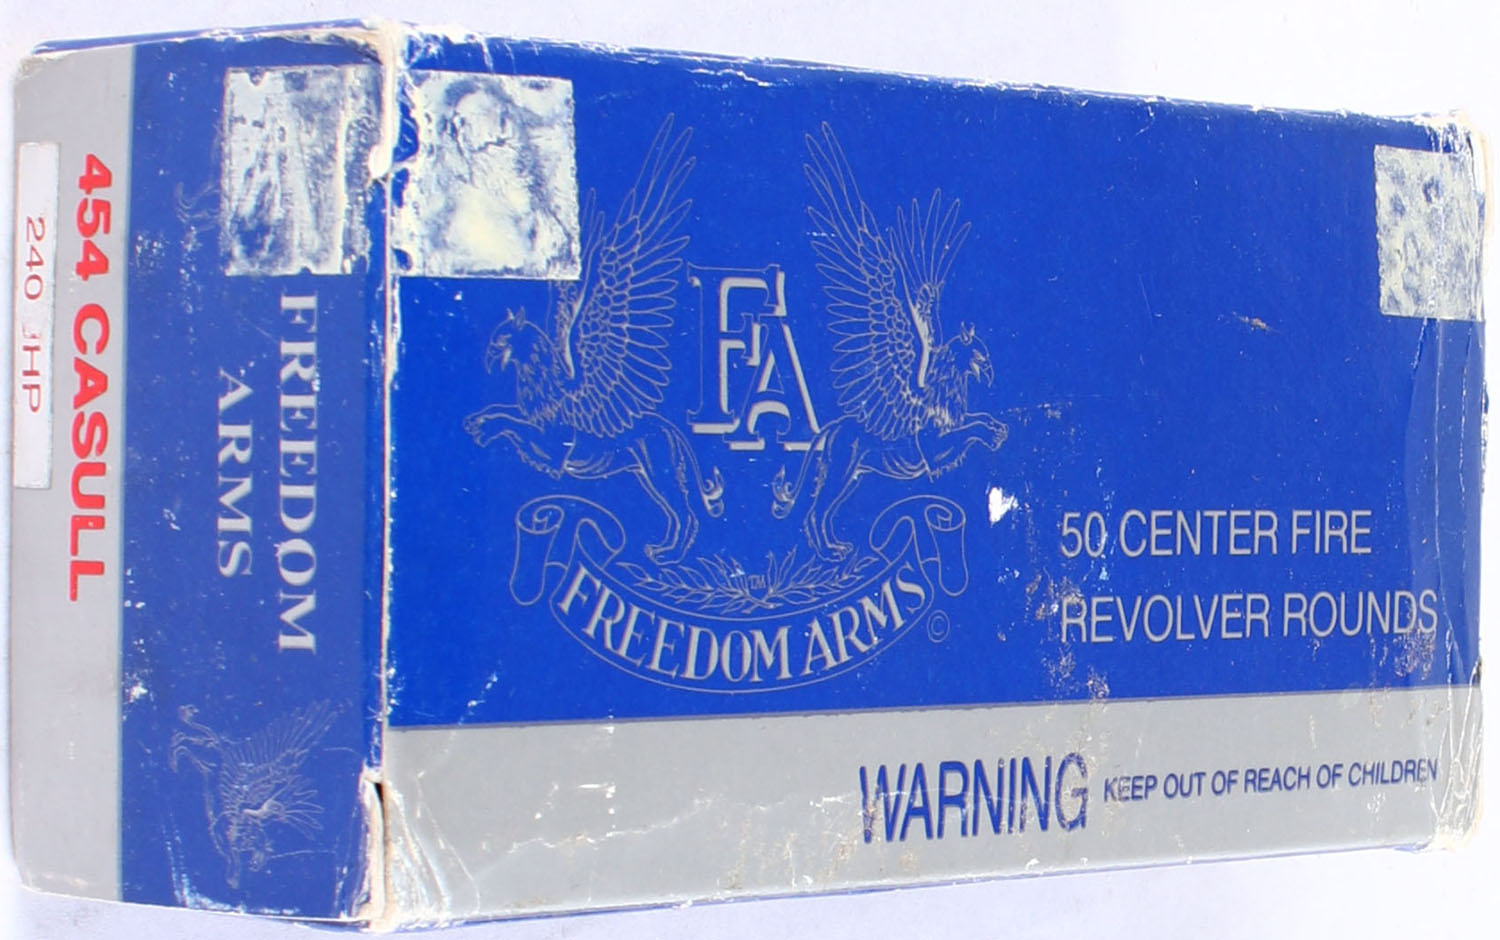 454 CASULL
240 JHP
FREEDOM
ARMS
FA
TM
FREEDOM ARMS
©
50 CENTER FIRE
REVOLVER ROUNDS
WARNING KEEP OUT OF REACH OF CHILDREN